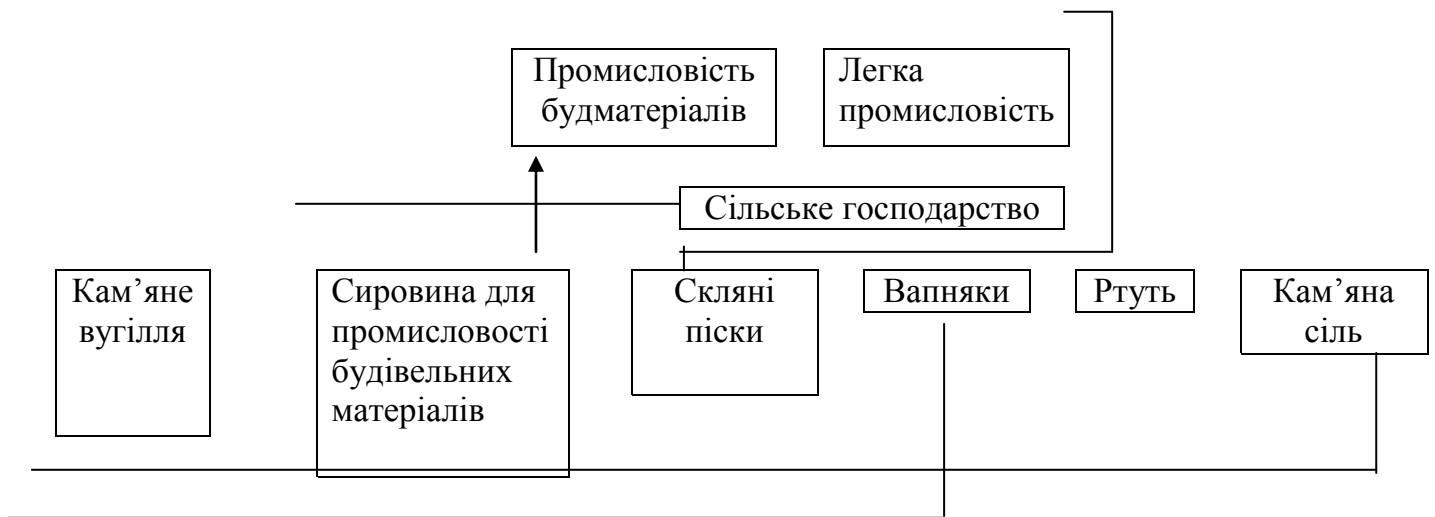 Промисловість
будматеріалів
Легка
промисловість
Сільське господарство
Кам’яне
вугілля
Сировина для
промисловості
будівельних
матеріалів
Скляні
піски
Вапняки
Ртуть
Кам’яна
сіль